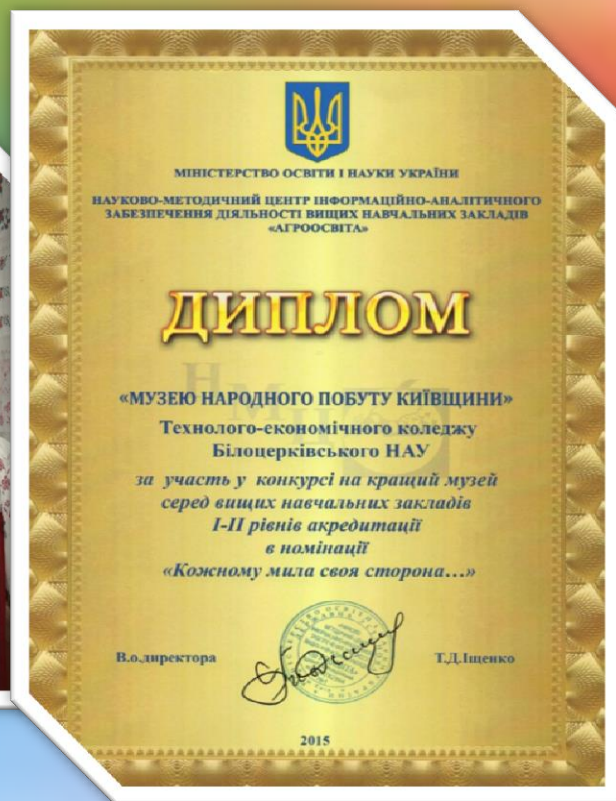 МІНІСТЕРСТВО ОСВІТИ І НАУКИ УКРАЇНИ
НАУКОВО-МЕТОДИЧНИЙ ЦЕНТР ІНФОРМАЦІЙНО-АНАЛІТИЧНОГО
ЗАБЕЗПЕЧЕННЯ ДІЯЛЬНОСТІ ВИЩИХ НАВЧАЛЬНИХ ЗАКЛАДІВ
«АГРООСВІТА»
ДИПЛОМ
«МУЗЕЮ НАРОДНОГО ПОБУТУ КИЇВЩИНИ»
Технолого-економічного коледжу
Білоцерківського НАУ
за участь у конкурсі на кращий музей
серед вищих навчальних закладів
І-ІІ рівнів акредитації
в номінації
«Кожному мила своя сторона...»
В.о.директора Т.Д.Іщенко
2015